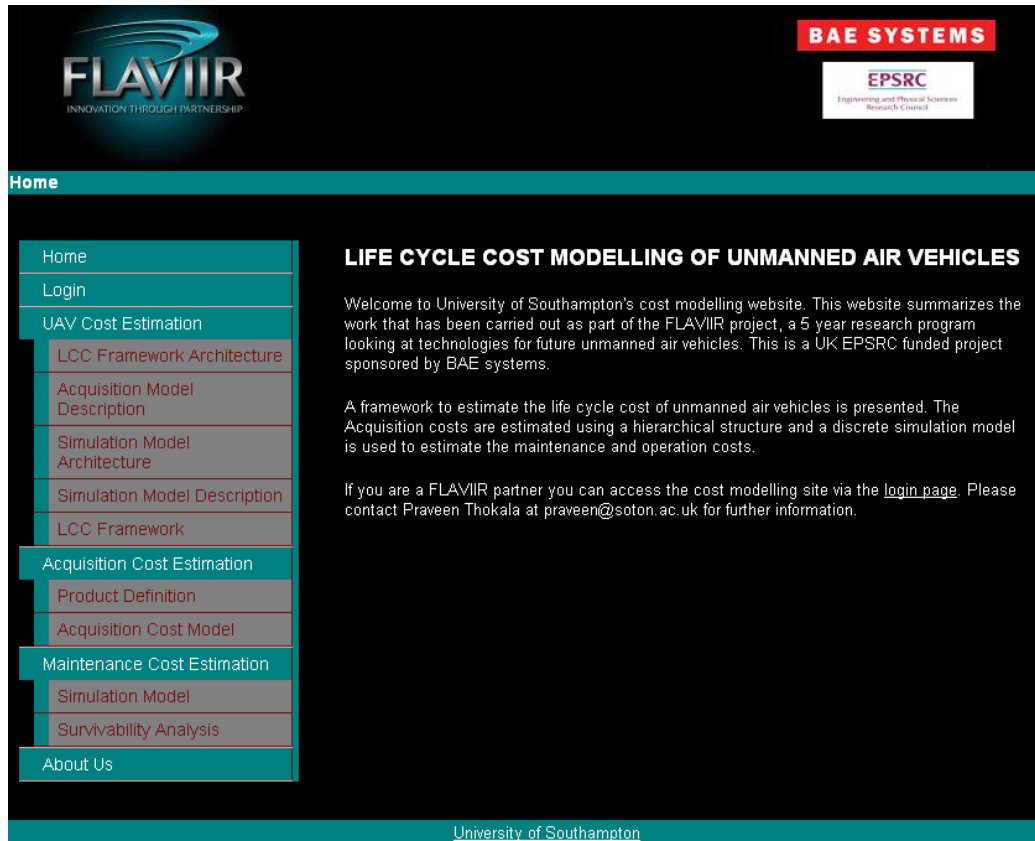 FLAVIIR
INNOVATION THROUGH PARTNERSHIP
BAE SYSTEMS
EPSRC
Engineering and Physical Sciences
Research Council
Home
Home
Login
UAV Cost Estimation
LCC Framework Architecture
Acquisition Model
Description
Simulation Model
Architecture
Simulation Model Description
LCC Framework
Acquisition Cost Estimation
Product Definition
Acquisition Cost Model
Maintenance Cost Estimation
Simulation Model
Survivability Analysis
About Us
LIFE CYCLE COST MODELLING OF UNMANNED AIR VEHICLES
Welcome to University of Southampton's cost modelling website. This website summarizes the
work that has been carried out as part of the FLAVIIR project, a 5 year research program
looking at technologies for future unmanned air vehicles. This is a UK EPSRC funded project
sponsored by BAE systems.
A framework to estimate the life cycle cost of unmanned air vehicles is presented. The
Acquisition costs are estimated using a hierarchical structure and a discrete simulation model
is used to estimate the maintenance and operation costs.
If you are a FLAVIIR partner you can access the cost modelling site via the login page. Please
contact Praveen Thokala at praveen@soton.ac.uk for further information.
University of Southampton